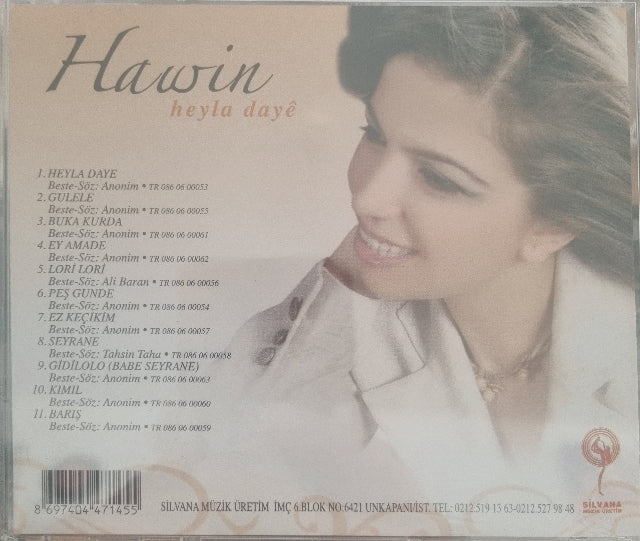 Hawin
heyla dayê
1. HEYLA DAYE
Beste-Söz: Anonim • TR 086 06 00053
2. GULELE
Beste-Söz: Anonim • TR 086 06 00055
3. BUKA KURDA
Beste-Söz: Anonim • TR 086 06 00061
4. EY AMADE
Beste-Söz: Anonim • TR 086 06 00062
5. LORİ LORİ
Beste-Söz: Ali Baran • TR 086 06 00056
6. PEŞ GUNDE
Beste-Söz: Anonim • TR 086 06 00054
7. EZ KEÇIKIM
Beste-Söz: Anonim • TR 086 06 00057
8. SEYRANE
Beste-Söz: Tahsin Taha • TR 086 06 00058
9. GİDİLOLO (BABE SEYRANE)
Beste-Söz: Anonim • TR 086 06 00063
10. KIMIL
Beste-Söz: Anonim • TR 086 06 00060
11. BARIŞ
Beste-Söz: Anonim • TR 086 06 00059
8 697404 471455
SİLVANA MÜZİK ÜRETİM İMÇ 6.BLOK NO:6421 UNKAPANI/İST. TEL: 0212.519 13 63-0212.527 98 48
SİLVANA
MÜZİK ÜRETİM